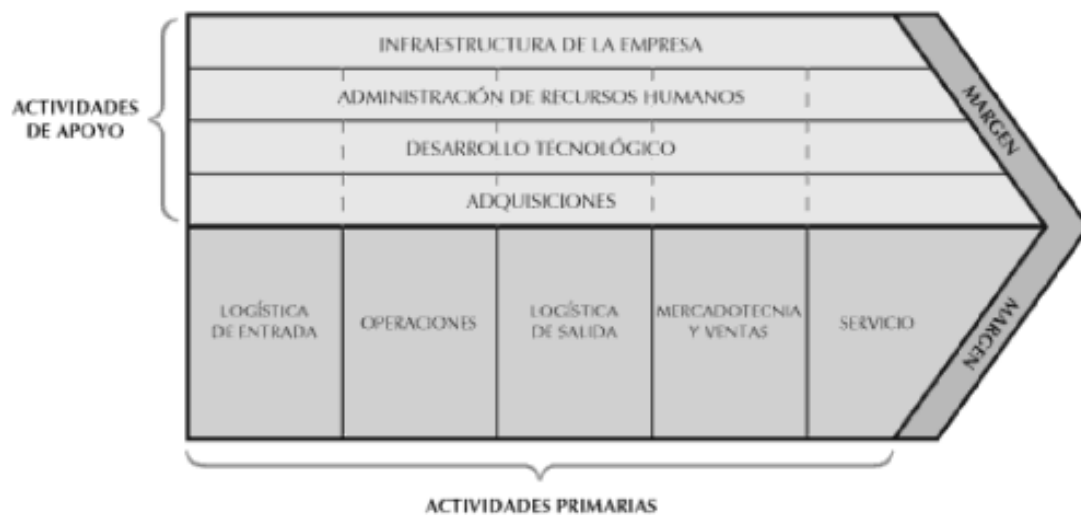 INFRAESTRUCTURA DE LA EMPRESA
ADMINISTRACIÓN DE RECURSOS HUMANOS
DESARROLLO TECNOLÓGICO
ADQUISICIONES
ACTIVIDADES
DE APOYO
MARGEN
LOGÍSTICA
DE ENTRADA
OPERACIONES
LOGÍSTICA
DE SALIDA
MERCADOTECNIA
Y VENTAS
SERVICIO
MARGEN
ACTIVIDADES PRIMARIAS